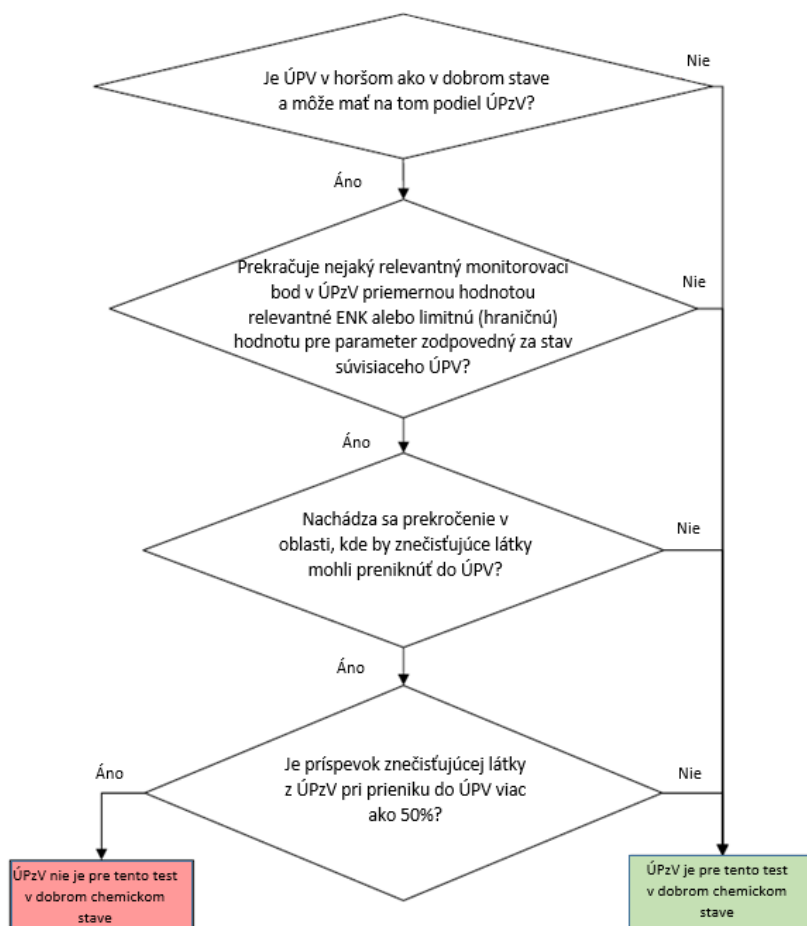 Je ÚPV v horšom ako v dobrom stave
a môže mať na tom podiel ÚPzV?
Nie
Áno
Prekračuje nejaký relevantný monitorovací
bod v ÚPzV priemernou hodnotou
relevantné ENK alebo limitnú (hraničnú)
hodnotu pre parameter zodpovedný za stav
súvisiaceho ÚPV?
Nie
Áno
Nachádza sa prekročenie v
oblasti, kde by znečisťujúce látky
mohli preniknúť do ÚPV?
Nie
Áno
Je príspevok znečisťujúcej látky
z ÚPzV pri prieniku do ÚPV viac
ako 50%?
Áno
Nie
ÚPzV nie je pre tento test
v dobrom chemickom
stave
ÚPzV je pre tento test
v dobrom chemickom
stave